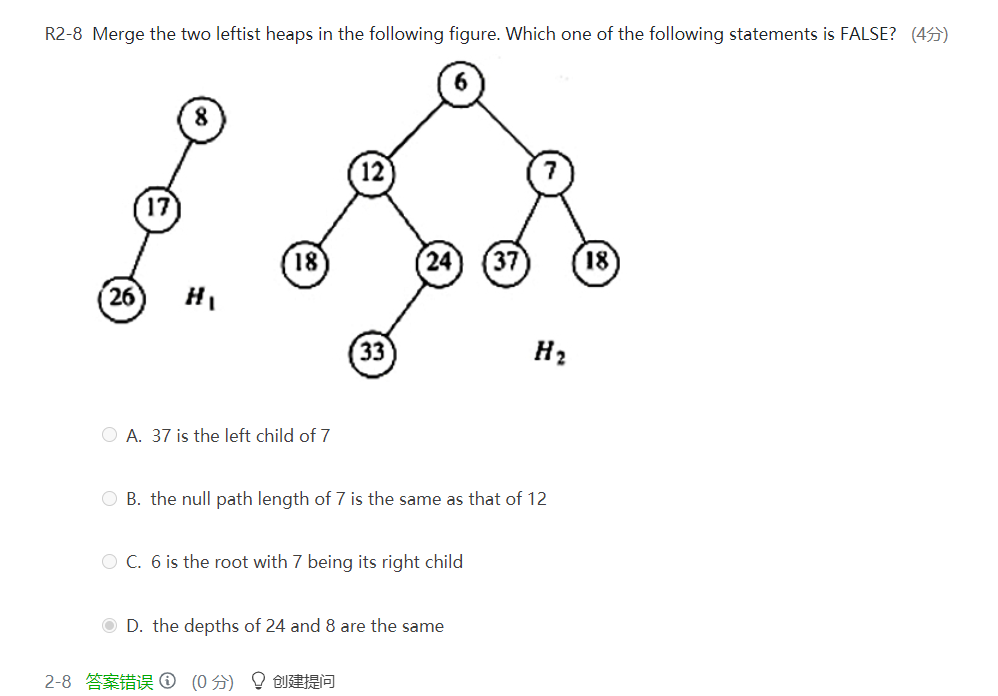 R2-8 Merge the two leftist heaps in the following figure. Which one of the following statements is FALSE? (4分)
6
8
12
7
17
18
24
37
18
26
H1
33
H2
A. 37 is the left child of 7
B. the null path length of 7 is the same as that of 12
C. 6 is the root with 7 being its right child
D. the depths of 24 and 8 are the same
2-8 答案错误 (0 分) 创建提问